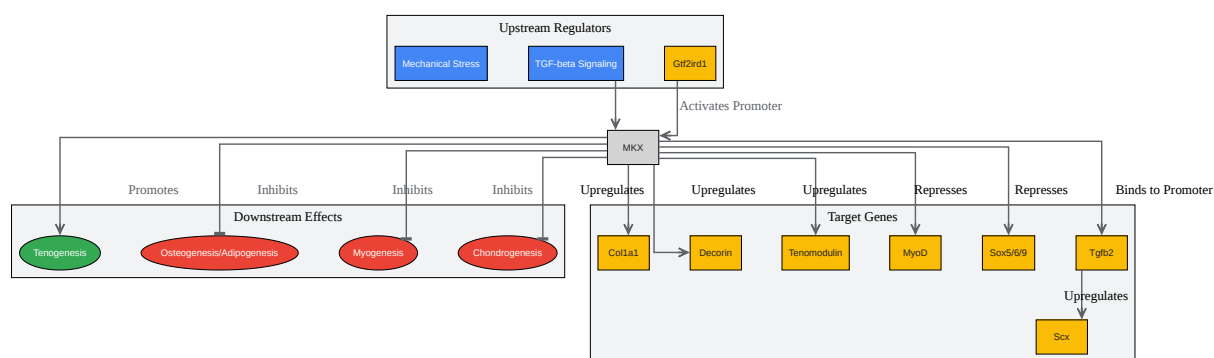 Upstream Regulators
Mechanical Stress
TGF-beta Signaling
Gtf2ird1
Activates Promoter
MKX
Promotes
Inhibits
Inhibits
Inhibits
Upregulates
Upregulates
Upregulates
Represses
Represses
Binds to Promoter
Downstream Effects
Target Genes
Tenogenesis
Osteogenesis/Adipogenesis
Myogenesis
Chondrogenesis
Col1a1
Decorin
Tenomodulin
MyoD
Sox5/6/9
Tgfb2
Upregulates
Scx